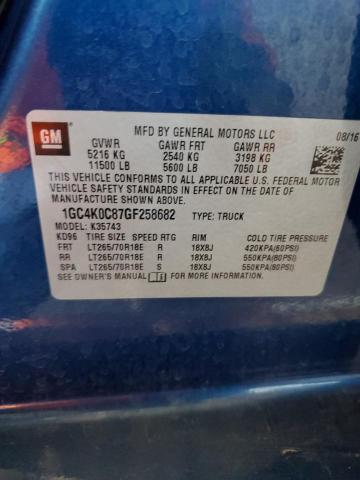 GM
MFD BY GENERAL MOTORS LLC 08/16
GVWR GAWR FRT GAWR RR
5216 KG 2540 KG 3198 KG
11500 LB 5600 LB 7050 LB
THIS VEHICLE CONFORMS TO ALL APPLICABLE U.S. FEDERAL MOTOR
VEHICLE SAFETY STANDARDS IN EFFECT ON THE DATE OF
MANUFACTURE SHOWN ABOVE.
1GC4K0C87GF258682 TYPE: TRUCK
MODEL: K35743
KD96 TIRE SIZE SPEED RTG RIM COLD TIRE PRESSURE
FRT LT265/70R18E R 18X8J 420KPA(60PSI)
RR LT265/70R18E R 18X8J 550KPA(80PSI)
SPA LT265/70R18E S 18X8J 550KPA(80PSI)
SEE OWNER'S MANUAL FOR ADDITIONAL INFORMATION